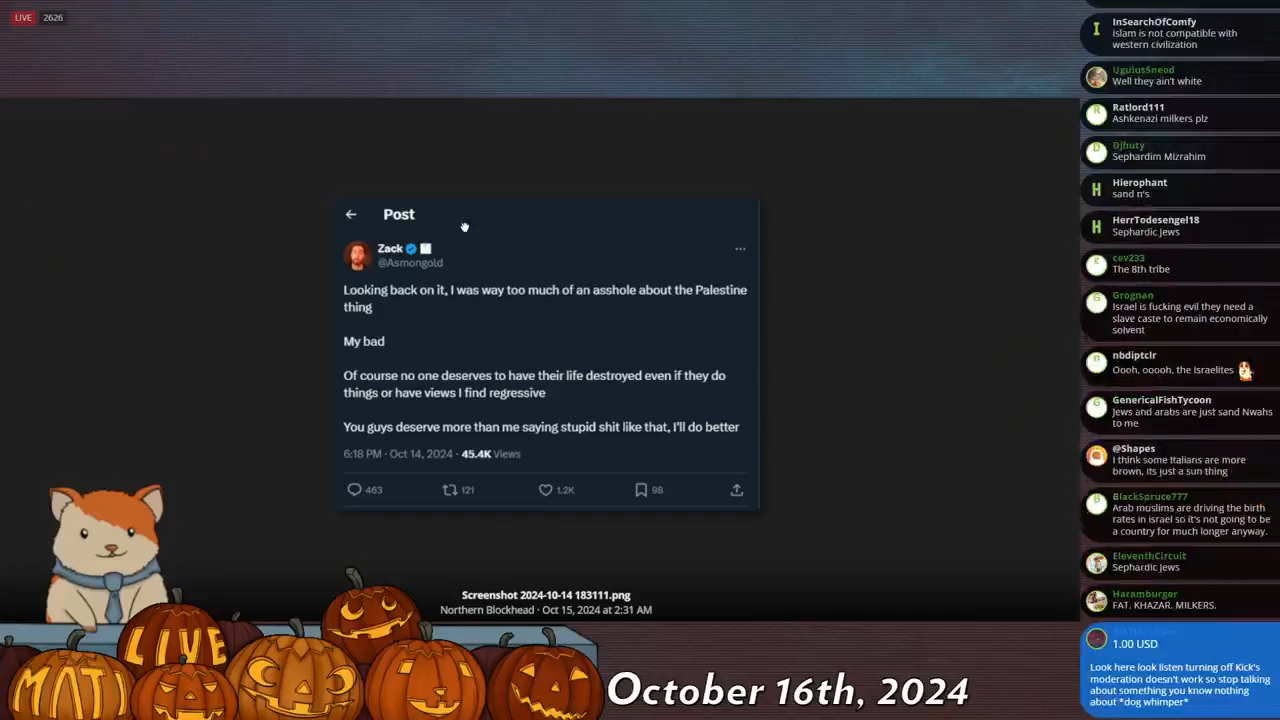 LIVE 2626
Post
Zack
@Asmongold
Looking back on it, I was way too much of an asshole about the Palestine
thing
My bad
Of course no one deserves to have their life destroyed even if they do
things or have views I find regressive
You guys deserve more than me saying stupid shit like that, I'll do better
6:18 PM · Oct 14, 2024 · 45.4K Views
463 121 1.2K 98
Screenshot 2024-10-14 183111.png
Northern Blockhead · Oct 15, 2024 at 2:31 AM
LIVE
MATI
October 16th, 2024
InSearchOfComfy
islam is not compatible with
western civilization
UgulusSnead
Well they ain't white
Ratlord111
Ashkenazi milkers plz
Djhuty
Sephardim Mizrahim
Hierophant
sand n's
HerrTodesengel18
Sephardic Jews
cev233
The 8th tribe
Grognan
Israel is fucking evil they need a
slave caste to remain economically
solvent
nbdiptclr
Oooh, ooooh, the Israelites
GenericalFishTycoon
Jews and arabs are just sand Nwahs
to me
@Shapes
I think some Italians are more
brown, its just a sun thing
BlackSpruce777
Arab muslims are driving the birth
rates in israel so it's not going to be
a country for much longer anyway.
EleventhCircuit
Sephardic Jews
Haramburger
FAT. KHAZAR. MILKERS.
1.00 USD
Look here look listen turning off Kick's
moderation doesn't work so stop talking
about something you know nothing
about *dog whimper*